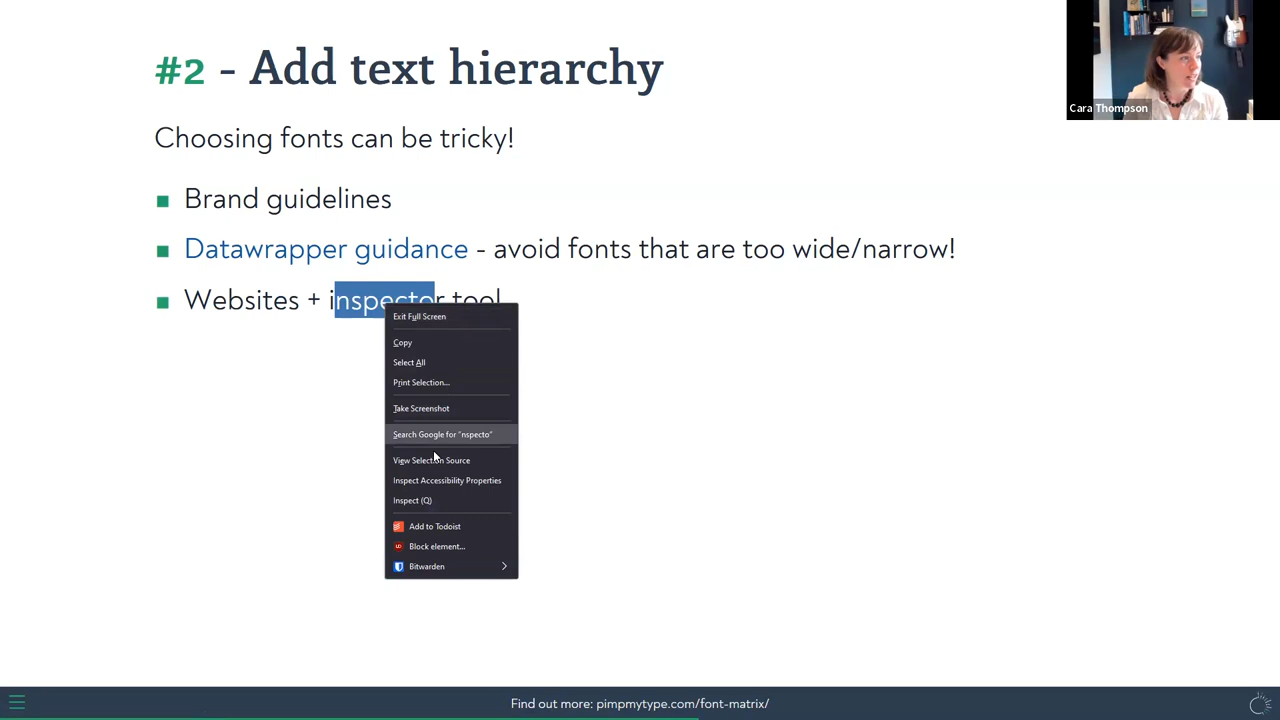 #2 - Add text hierarchy
Cara Thompson
Choosing fonts can be tricky!
Brand guidelines
Datawrapper guidance - avoid fonts that are too wide/narrow!
Websites + inspector tool
Exit Full Screen
Copy
Select All
Print Selection...
Take Screenshot
Search Google for "nspecto"
View Selection Source
Inspect Accessibility Properties
Inspect (Q)
Add to Todoist
Block element...
Bitwarden
Find out more: pimpmytype.com/font-matrix/